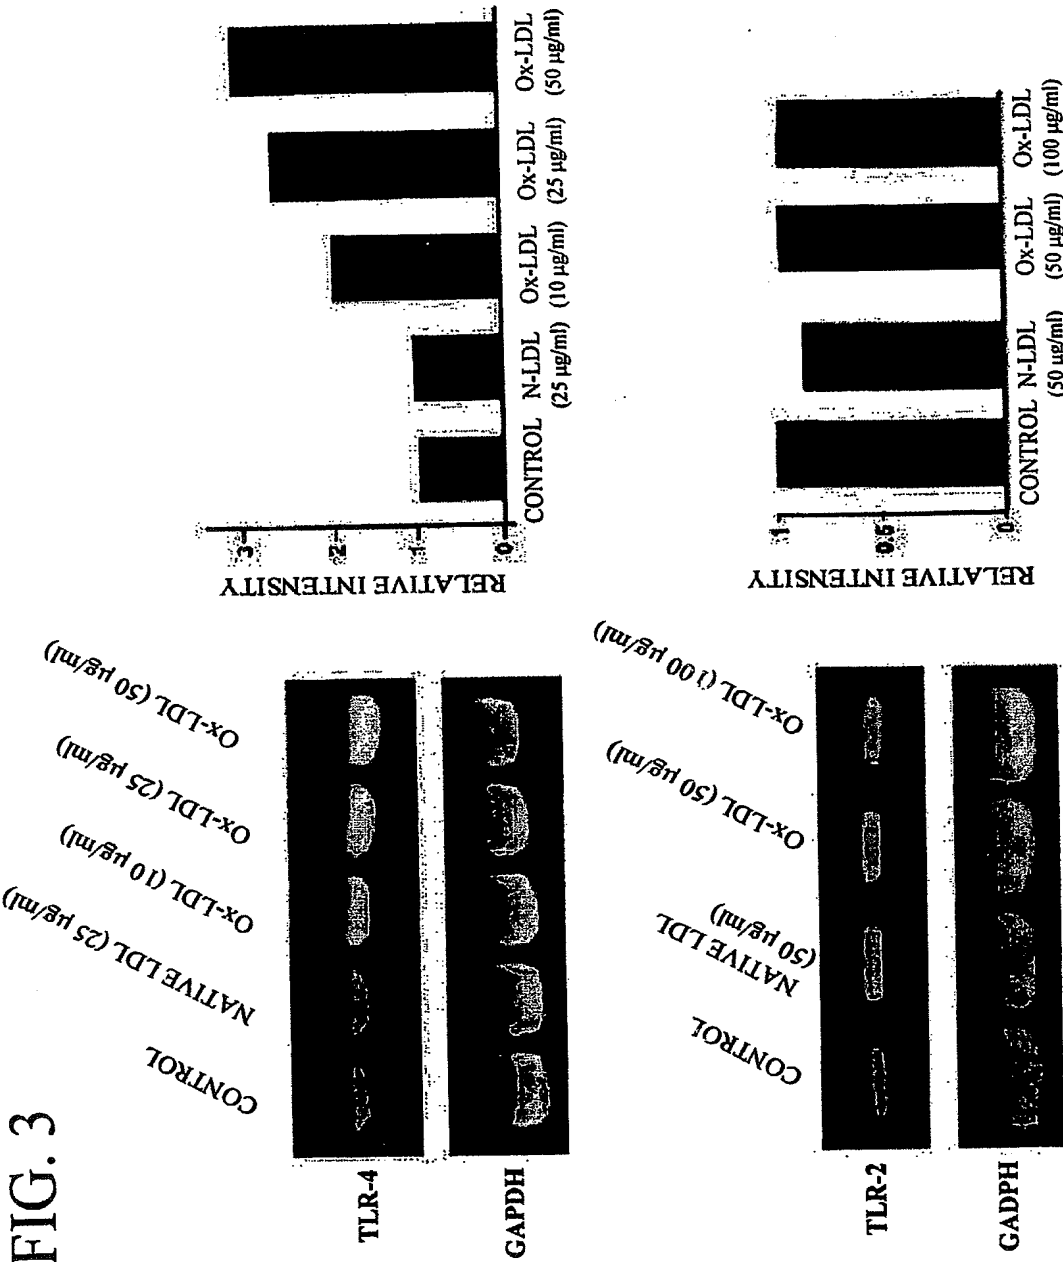 FIG. 3
CONTROL
NATIVE LDL (25 µg/ml)
Ox-LDL (10 µg/ml)
Ox-LDL (25 µg/ml)
Ox-LDL (50 µg/ml)
TLR-4
GAPDH
RELATIVE INTENSITY
3
2
1
0
CONTROL N-LDL Ox-LDL Ox-LDL Ox-LDL
(25 µg/ml) (10 µg/ml) (25 µg/ml) (50 µg/ml)
CONTROL
NATIVE LDL
(50 µg/ml)
Ox-LDL (50 µg/ml)
Ox-LDL (100 µg/ml)
TLR-2
GADPH
RELATIVE INTENSITY
1
0.5
0
CONTROL N-LDL Ox-LDL Ox-LDL
(50 µg/ml) (50 µg/ml) (100 µg/ml)